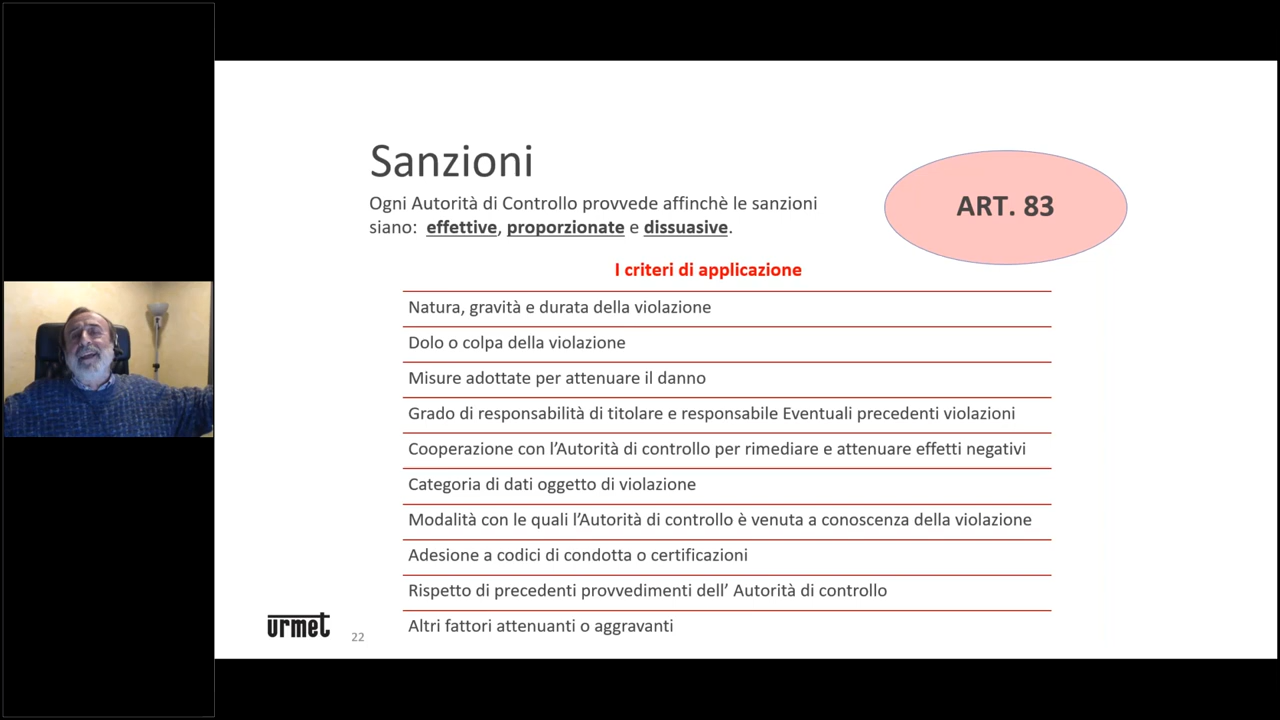 Sanzioni
Ogni Autorità di Controllo provvede affinchè le sanzioni
siano: effettive, proporzionate e dissuasive.
ART. 83
I criteri di applicazione
Natura, gravità e durata della violazione
Dolo o colpa della violazione
Misure adottate per attenuare il danno
Grado di responsabilità di titolare e responsabile Eventuali precedenti violazioni
Cooperazione con l'Autorità di controllo per rimediare e attenuare effetti negativi
Categoria di dati oggetto di violazione
Modalità con le quali l'Autorità di controllo è venuta a conoscenza della violazione
Adesione a codici di condotta o certificazioni
Rispetto di precedenti provvedimenti dell' Autorità di controllo
Altri fattori attenuanti o aggravanti
urmet
22